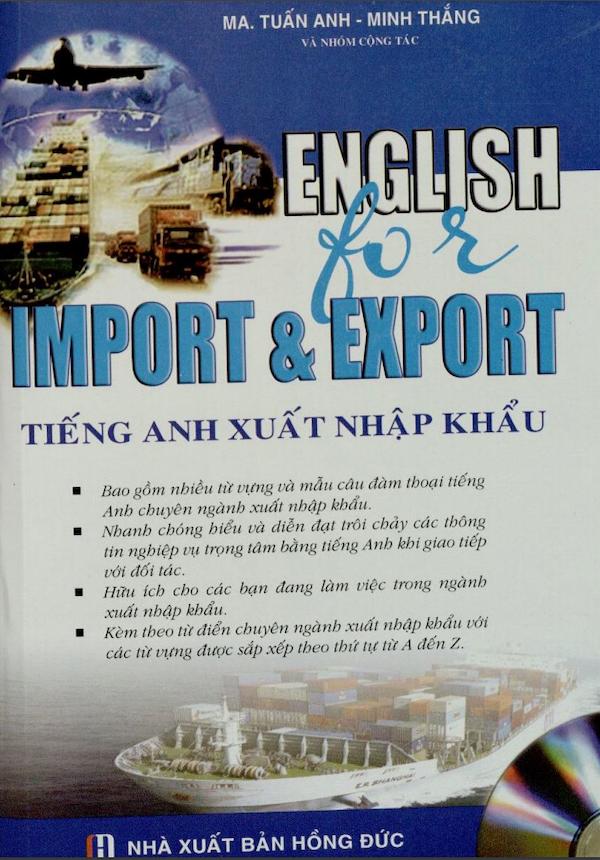 MA. TUẤN ANH - MINH THẮNG
VÀ NHÓM CỘNG TÁC
ENGLISH
for
IMPORT & EXPORT
TIẾNG ANH XUẤT NHẬP KHẨU
▪ Bao gồm nhiều từ vựng và mẫu câu đàm thoại tiếng
Anh chuyên ngành xuất nhập khẩu.
▪ Nhanh chóng hiểu và diễn đạt trôi chảy các thông
tin nghiệp vụ trọng tâm bằng tiếng Anh khi giao tiếp
với đối tác.
▪ Hữu ích cho các bạn đang làm việc trong ngành
xuất nhập khẩu.
▪ Kèm theo từ điển chuyên ngành xuất nhập khẩu với
các từ vựng được sắp xếp theo thứ tự từ A đến Z.
E.R. SHANGHAI
NHÀ XUẤT BẢN HỒNG ĐỨC